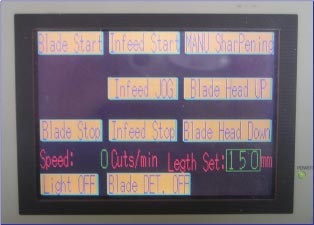 Blade Start Infeed Start MANU SharPening
Infeed JOG Blade Head UP
Blade Stop Infeed Stop Blade Head Down
Speed: 0 Cuts/min Legth Set: 150 mm
Light OFF Blade DET. OFF
POWER